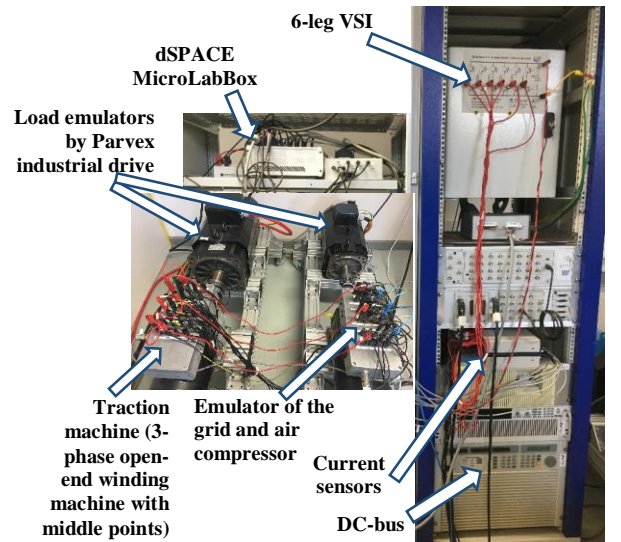 6-leg VSI
dSPACE
MicroLabBox
Load emulators
by Parvex
industrial drive
Traction
machine (3-
phase open-
end winding
machine with
middle points)
Emulator of the
grid and air
compressor
Current
sensors
DC-bus